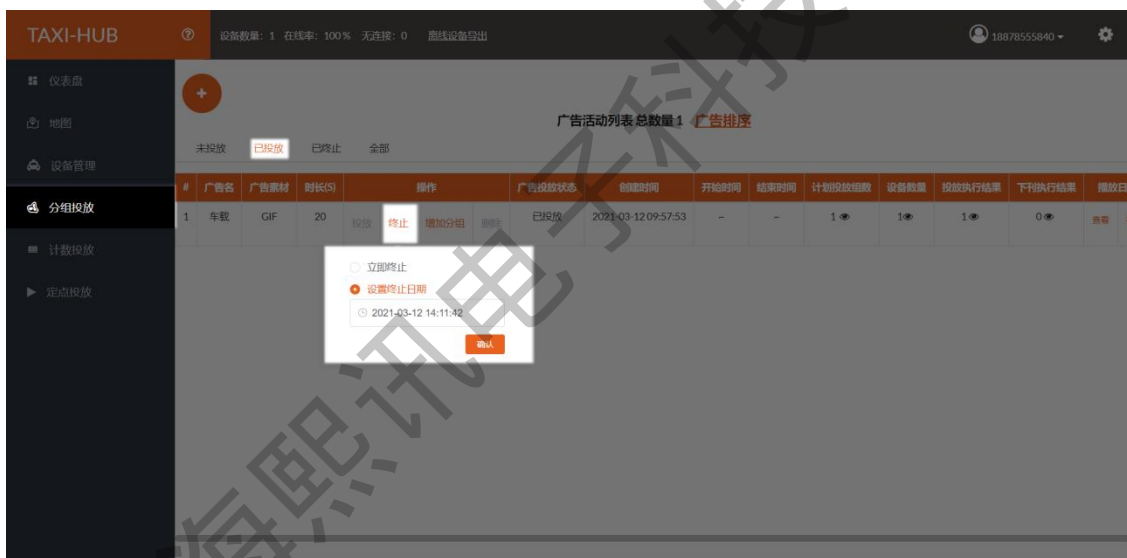 TAXI-HUB 设备数量: 1 在线率: 100% 无连接: 0 离线设备导出 18878555840
仪表盘
地图
设备管理
分组投放
计数投放
定点投放
广告活动列表 总数量 1 广告排序
未投放 已投放 已终止 全部
# 广告名 广告素材 时长(S) 操作 广告投放状态 创建时间 开始时间 结束时间 计划投放组数 设备数量 投放执行结果 下刊执行结果 播放日
1 车载 GIF 20 投放 终止 增加分组 删除 已投放 2021-03-12 09:57:53 – – 1 1 1 0 查看
立即终止
设置终止日期
2021-03-12 14:11:42
确认
海熙讯电子科技